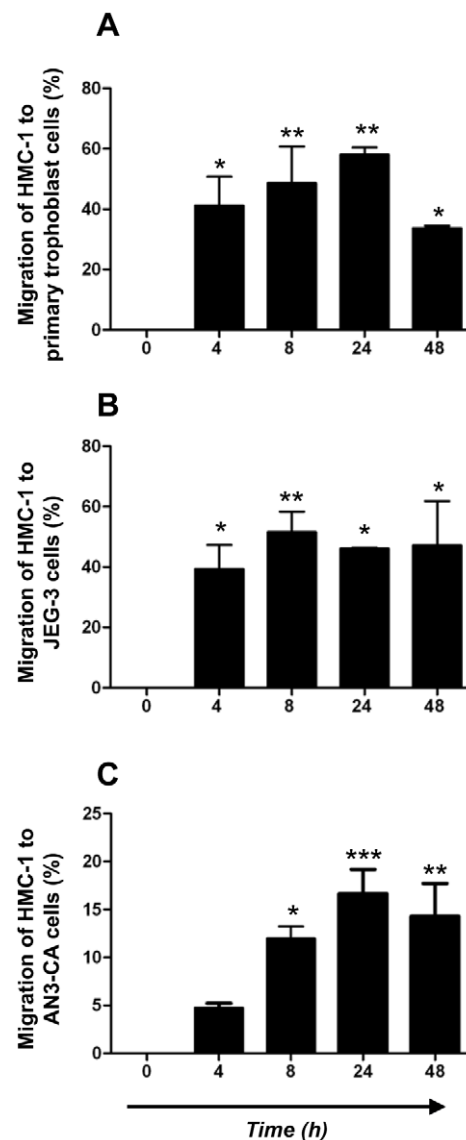 A
Migration of HMC-1 to
primary trophoblast cells (%)
80
60
40
20
0
*
**
**
*
0 4 8 24 48
B
Migration of HMC-1 to
JEG-3 cells (%)
80
60
40
20
0
*
**
*
*
0 4 8 24 48
C
Migration of HMC-1 to
AN3-CA cells (%)
25
20
15
10
5
0
*
***
**
0 4 8 24 48
Time (h)